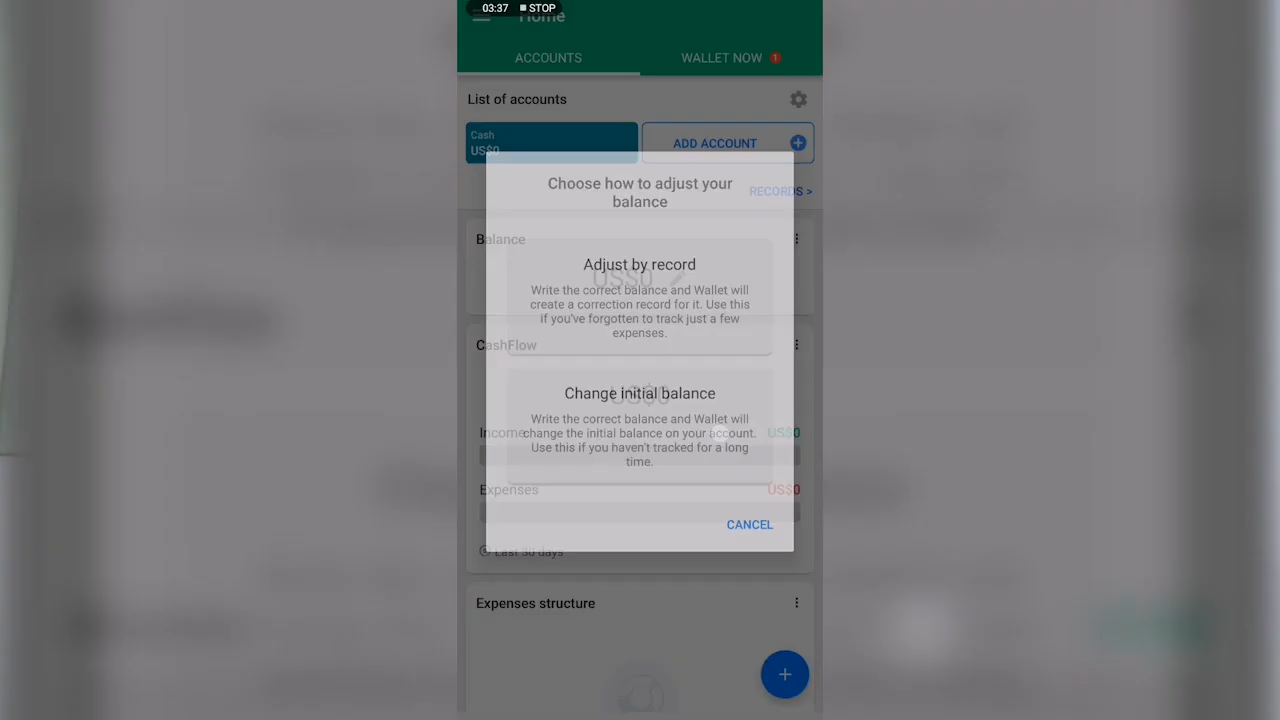 03:37 STOP
Home
ACCOUNTS
WALLET NOW 1
List of accounts
Cash
US$0
ADD ACCOUNT
RECORDS >
Choose how to adjust your
balance
Balance
US$0
Adjust by record
Write the correct balance and Wallet will
create a correction record for it. Use this
if you've forgotten to track just a few
expenses.
CashFlow
US$0
Change initial balance
Write the correct balance and Wallet will
change the initial balance on your account.
Use this if you haven't tracked for a long
time.
Income
US$0
Expenses
US$0
CANCEL
Last 30 days
Expenses structure